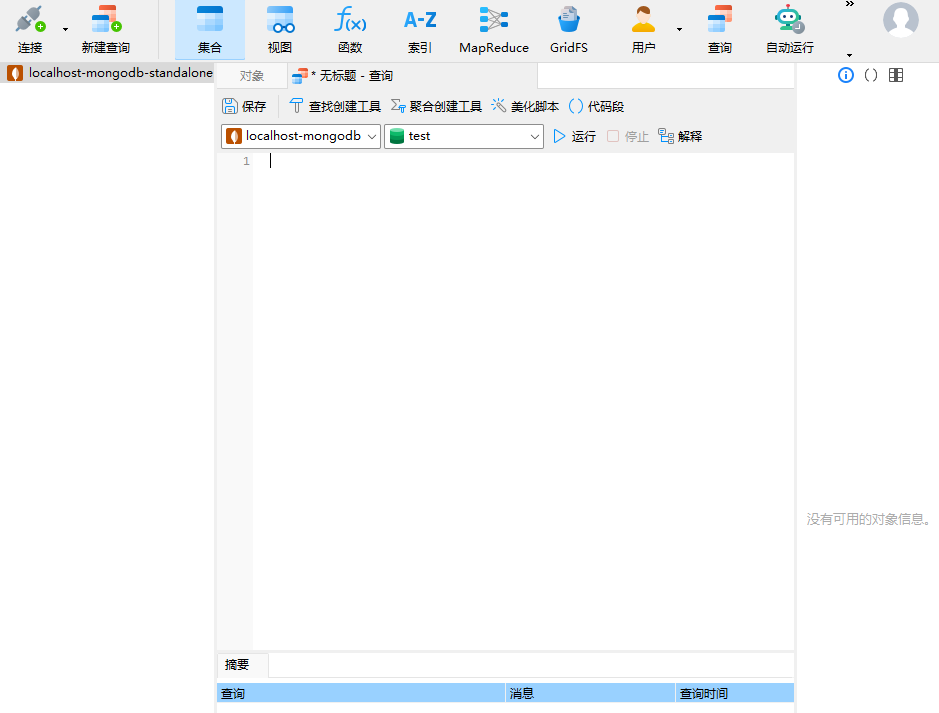 连接 新建查询 集合 视图 函数 A-Z 索引 MapReduce GridFS 用户 查询 自动运行
localhost-mongodb-standalone
对象 * 无标题 - 查询
保存 查找创建工具 聚合创建工具 美化脚本 () 代码段
localhost-mongodb test 运行 停止 解释
1
没有可用的对象信息。
摘要
查询 消息 查询时间